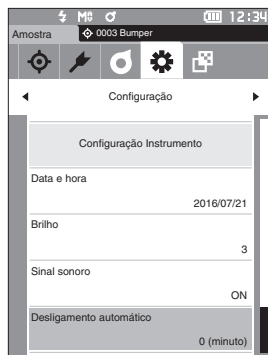 12:34
Amostra
0003 Bumper
Configuração
Configuração Instrumento
Data e hora
2016/07/21
Brilho
3
Sinal sonoro
ON
Desligamento automático
0 (minuto)